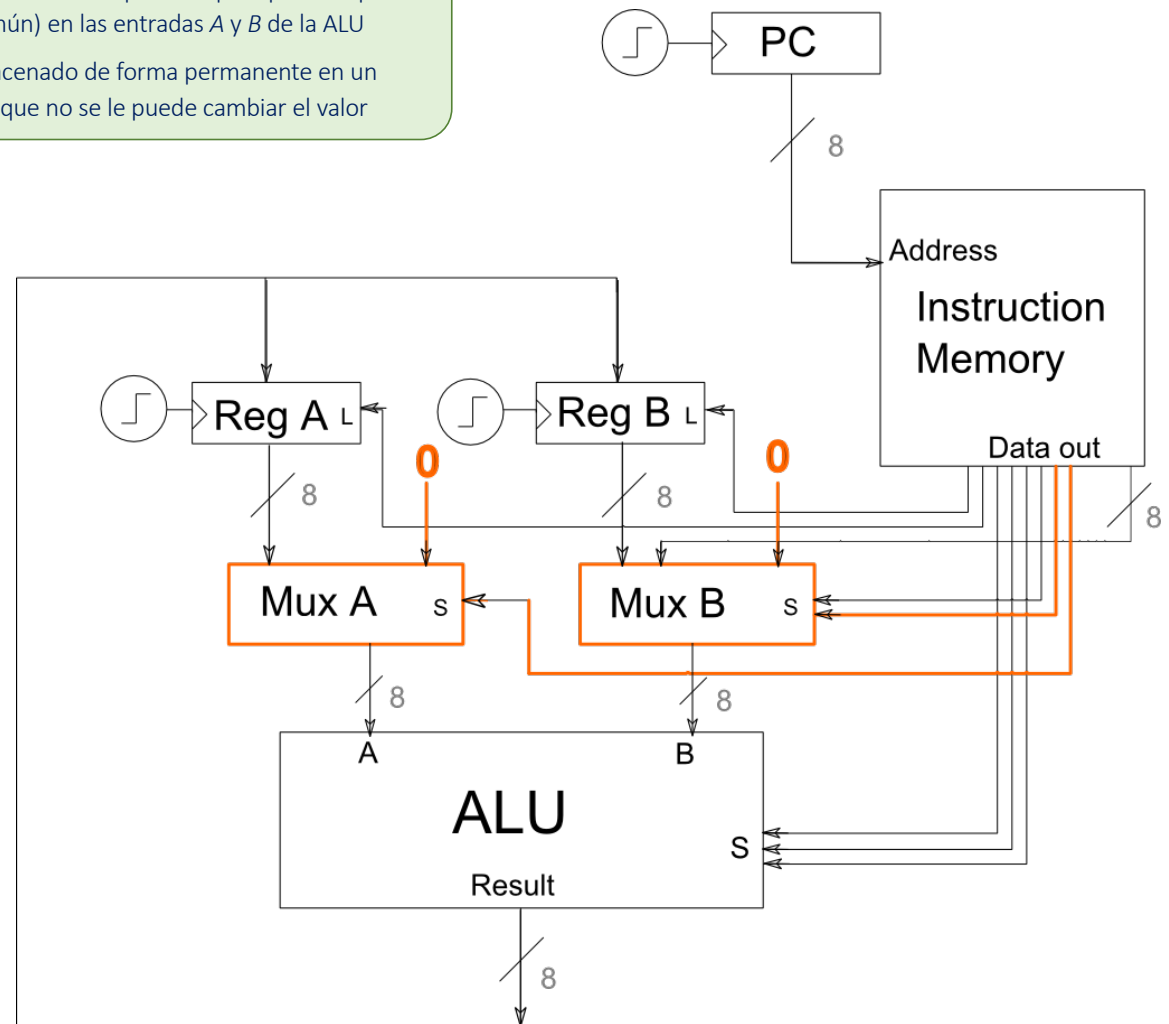 mún) en las entradas A y B de la ALU
acenado de forma permanente en un
que no se le puede cambiar el valor
PC
8
Address
Instruction
Memory
Data out
Reg A L
Reg B L
0
0
8
8
8
Mux A S
Mux B S
8
8
A
B
ALU
S
Result
8